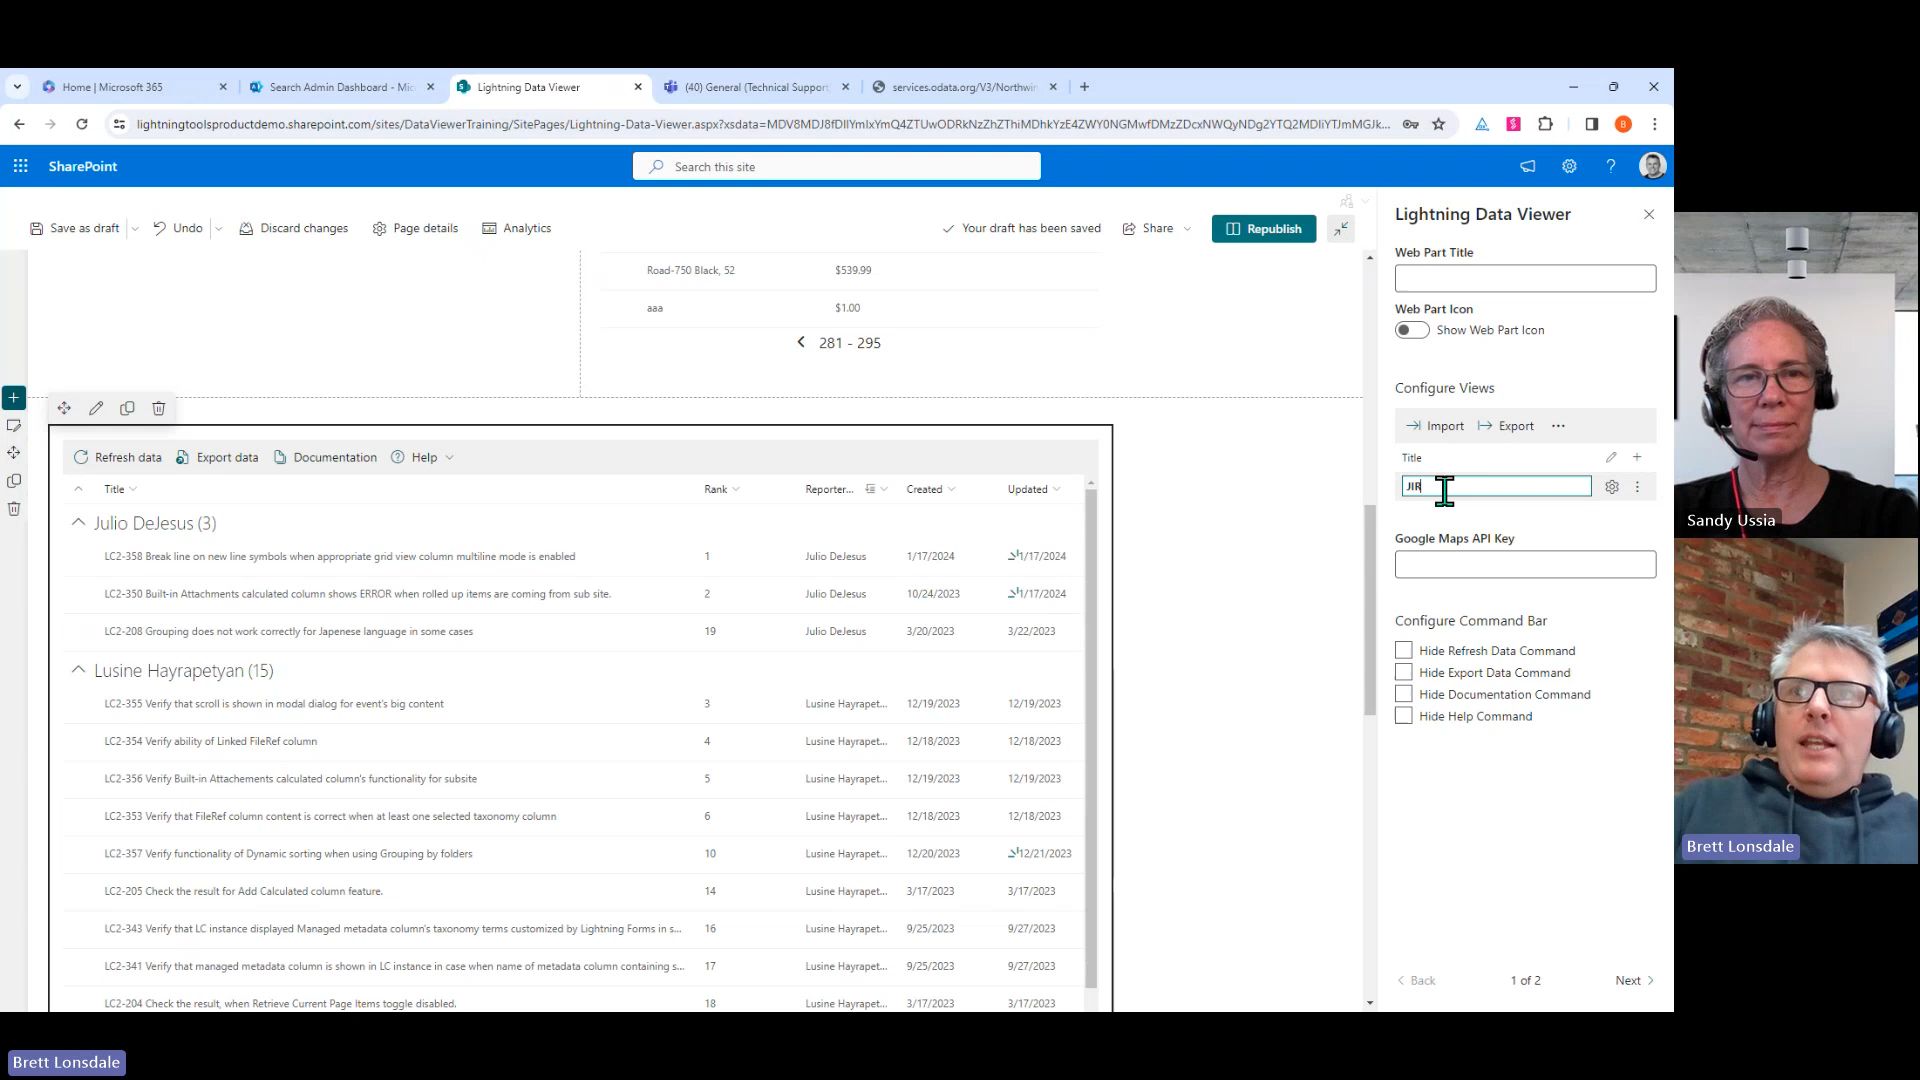 Home | Microsoft 365
Search Admin Dashboard - Mic
Lightning Data Viewer
(40) General (Technical Support
services.odata.org/V3/Northwin
lightningtoolsproductdemo.sharepoint.com/sites/DataViewerTraining/SitePages/Lightning-Data-Viewer.aspx?xsdata=
SharePoint
Search this site
Save as draft
Undo
Discard changes
Page details
Analytics
Your draft has been saved
Share
Republish
Road-750 Black, 52 $539.99
aaa $1.00
281 - 295
Refresh data
Export data
Documentation
Help
Title Rank Reporter... Created Updated
Julio DeJesus (3)
LC2-358 Break line on new line symbols when appropriate grid view column multiline mode is enabled 1 Julio DeJesus 1/17/2024 1/17/2024
LC2-350 Built-in Attachments calculated column shows ERROR when rolled up items are coming from sub site. 2 Julio DeJesus 10/24/2023 1/17/2024
LC2-208 Grouping does not work correctly for Japenese language in some cases 19 Julio DeJesus 3/20/2023 3/22/2023
Lusine Hayrapetyan (15)
LC2-355 Verify that scroll is shown in modal dialog for event's big content 3 Lusine Hayrapet... 12/19/2023 12/19/2023
LC2-354 Verify ability of Linked FileRef column 4 Lusine Hayrapet... 12/18/2023 12/18/2023
LC2-356 Verify Built-in Attachements calculated column's functionality for subsite 5 Lusine Hayrapet... 12/19/2023 12/19/2023
LC2-353 Verify that FileRef column content is correct when at least one selected taxonomy column 6 Lusine Hayrapet... 12/18/2023 12/18/2023
LC2-357 Verify functionality of Dynamic sorting when using Grouping by folders 10 Lusine Hayrapet... 12/20/2023 12/21/2023
LC2-205 Check the result for Add Calculated column feature. 14 Lusine Hayrapet... 3/17/2023 3/17/2023
LC2-343 Verify that LC instance displayed Managed metadata column's taxonomy terms customized by Lightning Forms in s... 16 Lusine Hayrapet... 9/25/2023 9/27/2023
LC2-341 Verify that managed metadata column is shown in LC instance in case when name of metadata column containing s... 17 Lusine Hayrapet... 9/25/2023 9/27/2023
LC2-204 Check the result, when Retrieve Current Page Items toggle disabled. 18 Lusine Hayrapet... 3/17/2023 3/17/2023
Lightning Data Viewer
Web Part Title
Web Part Icon
Show Web Part Icon
Configure Views
Import
Export
Title
JIR
Google Maps API Key
Configure Command Bar
Hide Refresh Data Command
Hide Export Data Command
Hide Documentation Command
Hide Help Command
Back 1 of 2 Next
Sandy Ussia
Brett Lonsdale
Brett Lonsdale